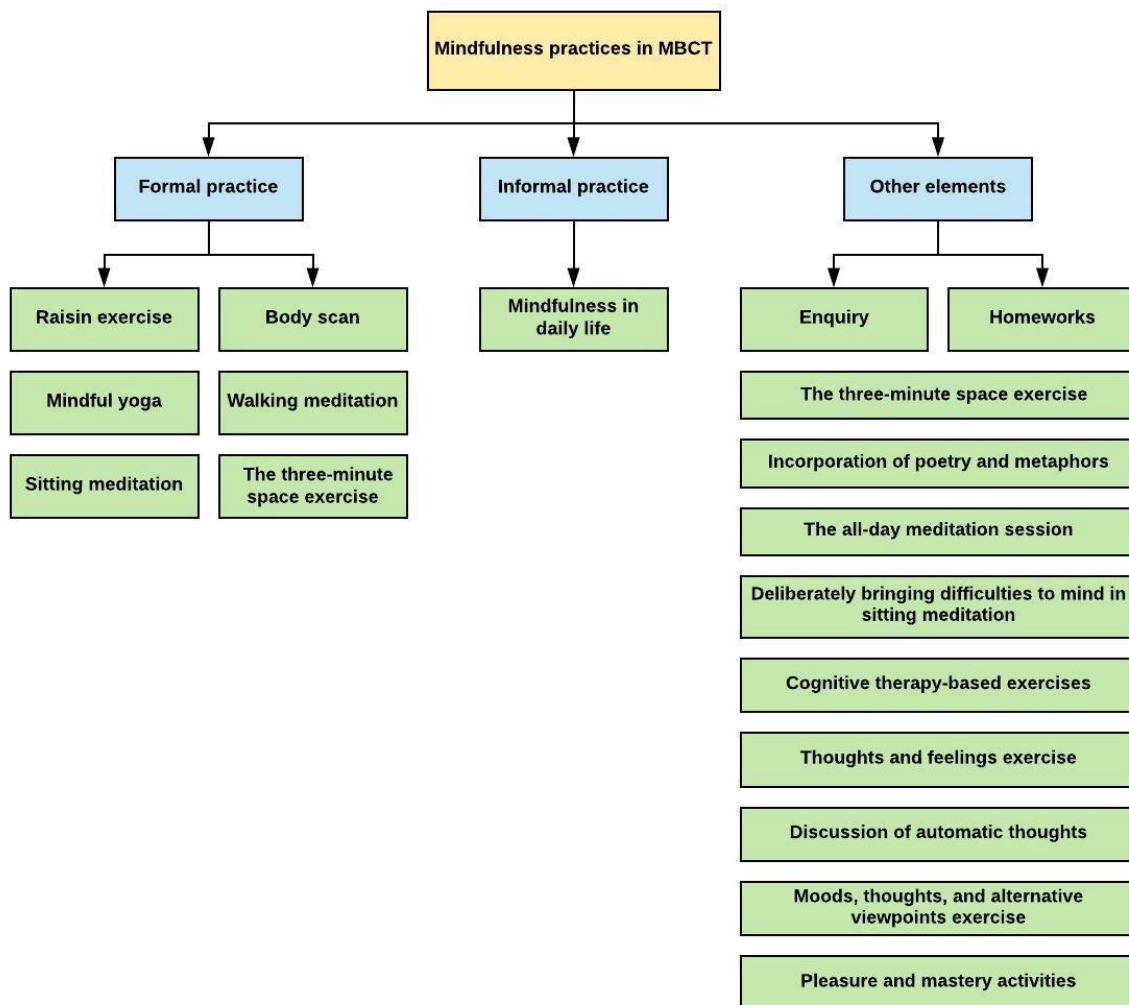 Mindfulness practices in MBCT
Formal practice
Informal practice
Other elements
Raisin exercise
Body scan
Mindfulness in
daily life
Enquiry
Homeworks
Mindful yoga
Walking meditation
The three-minute space exercise
Sitting meditation
The three-minute
space exercise
Incorporation of poetry and metaphors
The all-day meditation session
Deliberately bringing difficulties to mind in
sitting meditation
Cognitive therapy-based exercises
Thoughts and feelings exercise
Discussion of automatic thoughts
Moods, thoughts, and alternative
viewpoints exercise
Pleasure and mastery activities